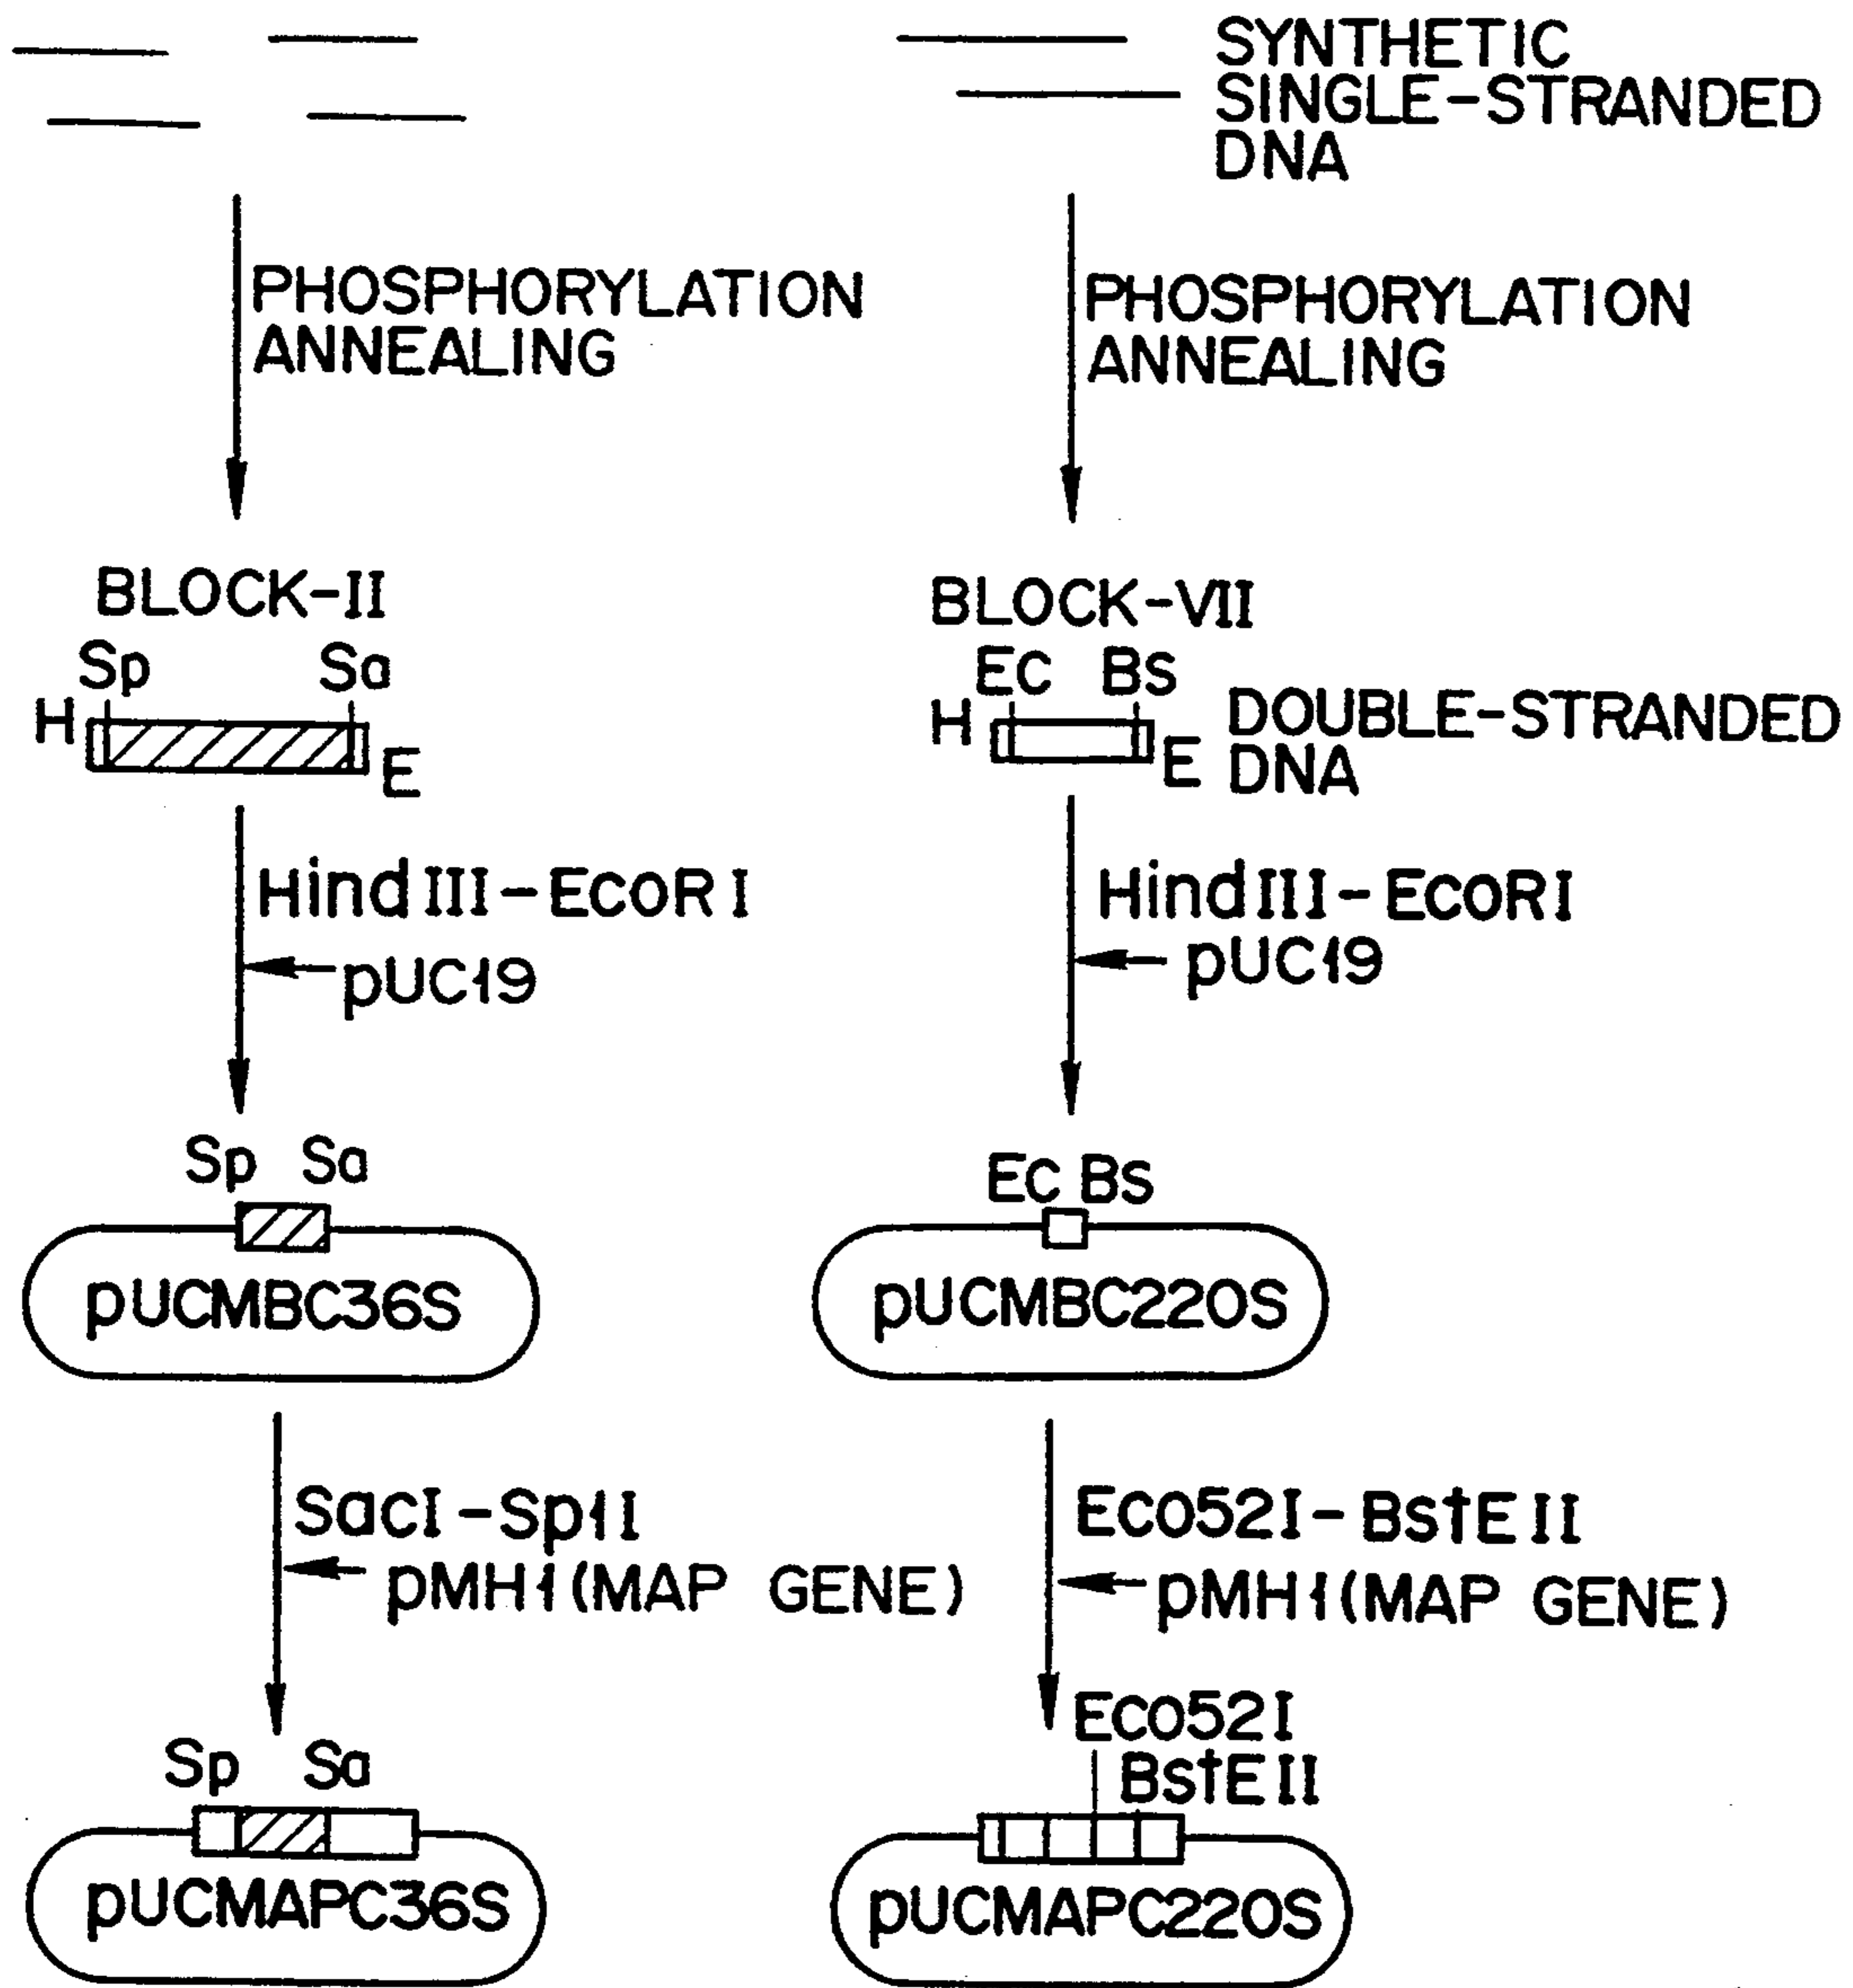 SYNTHETIC
SINGLE-STRANDED
DNA
PHOSPHORYLATION
ANNEALING
PHOSPHORYLATION
ANNEALING
BLOCK-II
Sp Sa
H
E
BLOCK-VII
EC BS
H
E
DOUBLE-STRANDED
DNA
HindIII-ECORI
pUC19
HindIII-ECORI
pUC19
Sp Sa
pUCMBC36S
EC BS
pUCMBC220S
SacI-Sp1I
pMH1(MAP GENE)
ECO52I-BstEII
pMH1(MAP GENE)
Sp Sa
pUCMAPC36S
ECO52I
BstEII
pUCMAPC220S